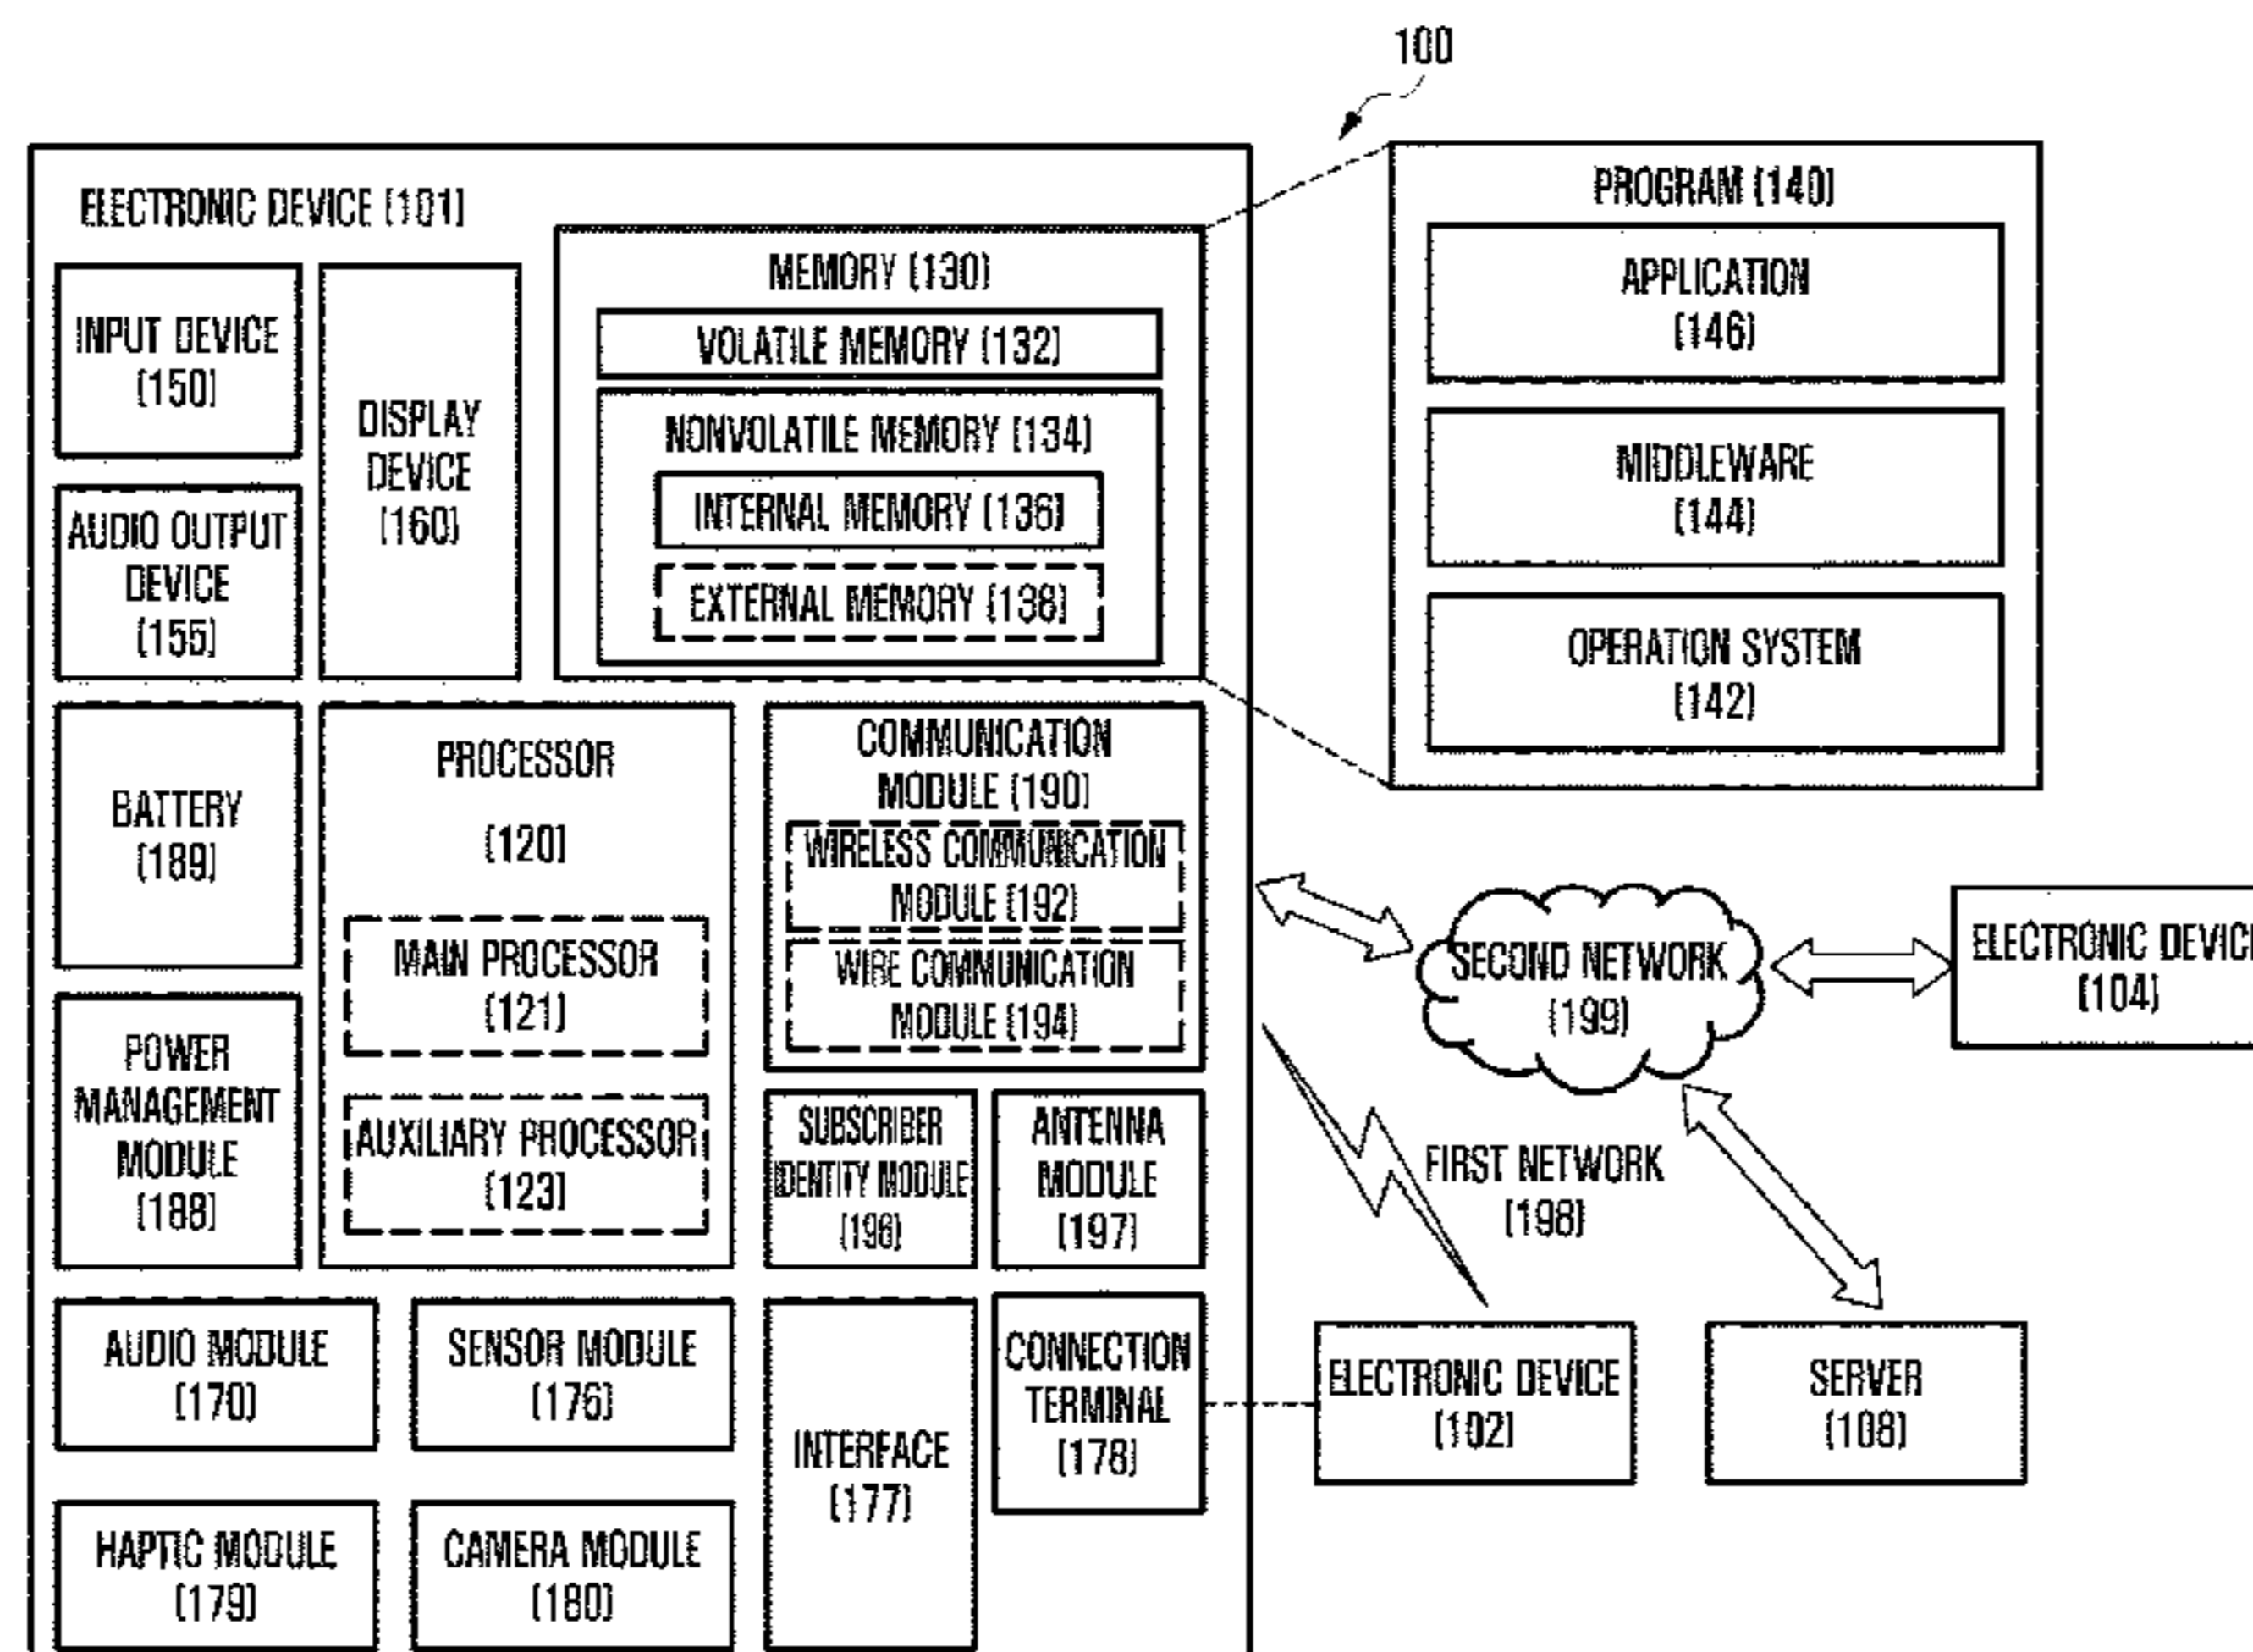 100
ELECTRONIC DEVICE (101)
INPUT DEVICE
(150)
DISPLAY
DEVICE
(160)
AUDIO OUTPUT
DEVICE
(155)
MEMORY (130)
VOLATILE MEMORY (132)
NONVOLATILE MEMORY (134)
INTERNAL MEMORY (136)
EXTERNAL MEMORY (138)
PROGRAM (140)
APPLICATION
(146)
MIDDLEWARE
(144)
OPERATION SYSTEM
(142)
BATTERY
(189)
POWER
MANAGEMENT
MODULE
(188)
PROCESSOR
(120)
MAIN PROCESSOR
(121)
AUXILIARY PROCESSOR
(123)
COMMUNICATION
MODULE (190)
WIRELESS COMMUNICATION
MODULE (192)
WIRE COMMUNICATION
MODULE (194)
SUBSCRIBER
IDENTITY MODULE
(196)
ANTENNA
MODULE
(197)
SECOND NETWORK
(199)
ELECTRONIC DEVICE
(104)
FIRST NETWORK
(198)
AUDIO MODULE
(170)
SENSOR MODULE
(176)
INTERFACE
(177)
CONNECTION
TERMINAL
(178)
ELECTRONIC DEVICE
(102)
SERVER
(108)
HAPTIC MODULE
(179)
CAMERA MODULE
(180)